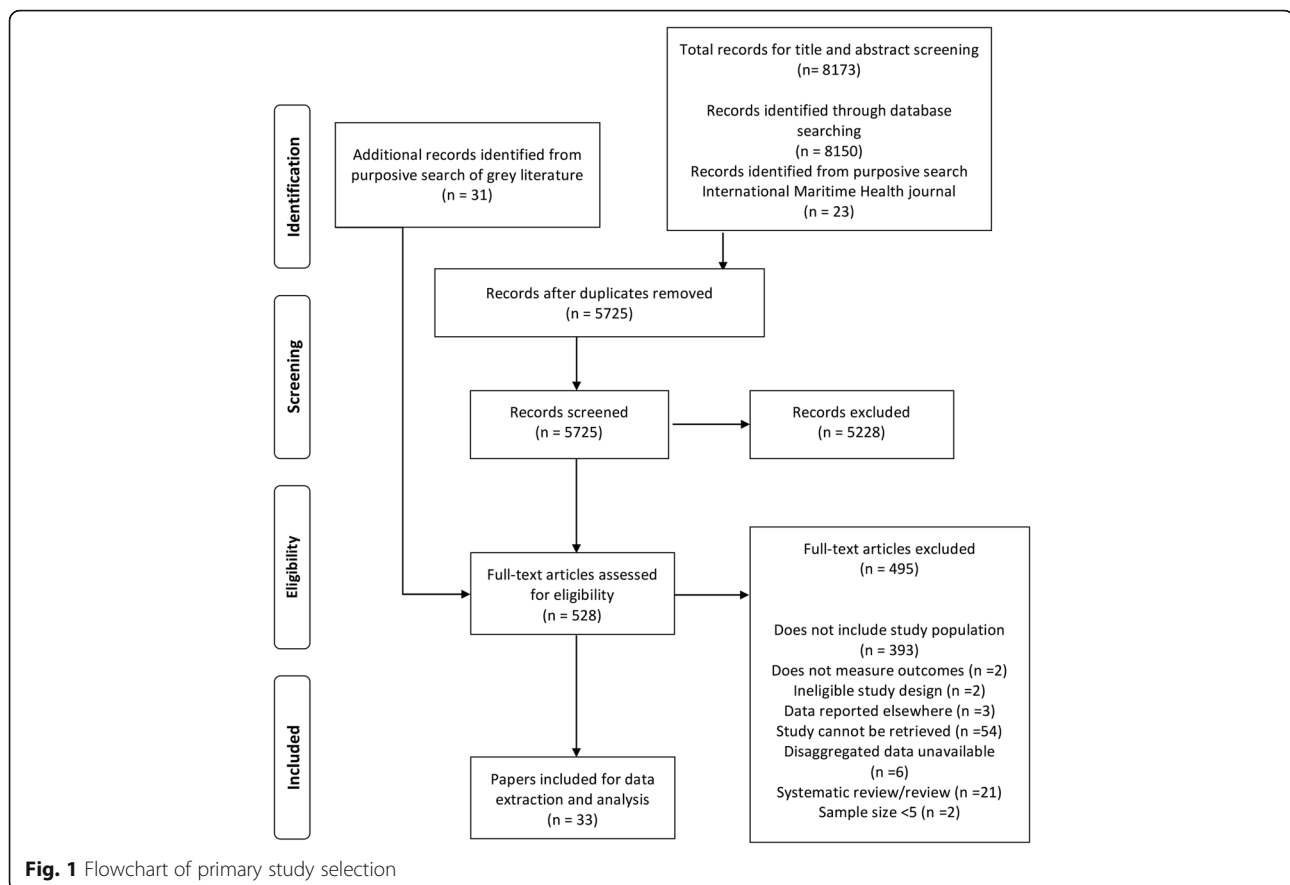 Total records for title and abstract screening
(n= 8173)
Records identified through database
searching
(n = 8150)
Records identified from purposive search
International Maritime Health journal
(n = 23)
Additional records identified from
purposive search of grey literature
(n = 31)
Identification
Records after duplicates removed
(n = 5725)
Screening
Records screened
(n = 5725)
Records excluded
(n = 5228)
Eligibility
Full-text articles assessed
for eligibility
(n = 528)
Full-text articles excluded
(n = 495)
Does not include study population
(n = 393)
Does not measure outcomes (n =2)
Ineligible study design (n =2)
Data reported elsewhere (n =3)
Study cannot be retrieved (n =54)
Disaggregated data unavailable
(n =6)
Systematic review/review (n =21)
Sample size <5 (n =2)
Included
Papers included for data
extraction and analysis
(n = 33)
Fig. 1 Flowchart of primary study selection